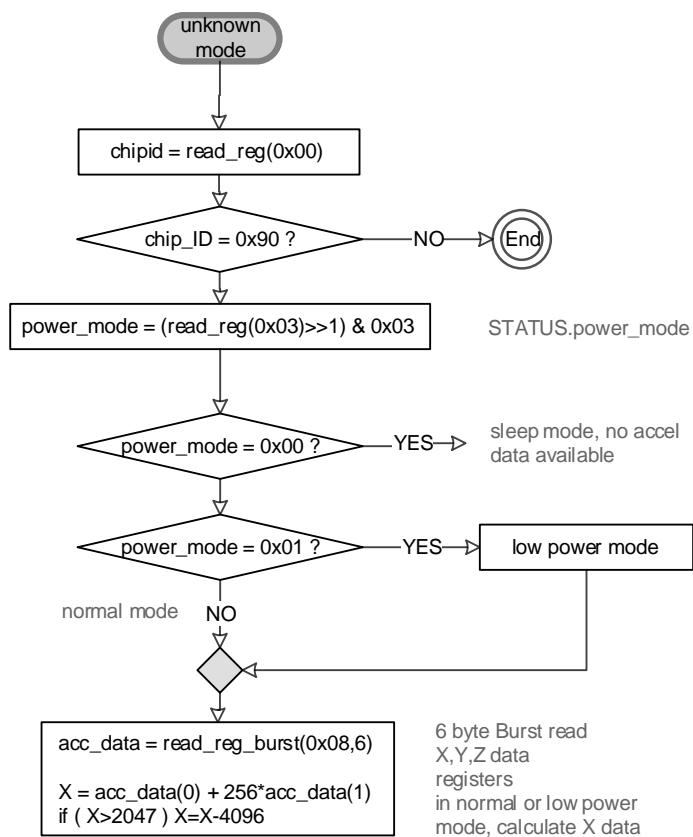 unknown
mode
chipid = read_reg(0x00)
chip_ID = 0x90 ?
NO
End
power_mode = (read_reg(0x03)>>1) & 0x03
STATUS.power_mode
power_mode = 0x00 ?
YES
sleep mode, no accel
data available
power_mode = 0x01 ?
YES
low power mode
normal mode
NO
acc_data = read_reg_burst(0x08,6)
X = acc_data(0) + 256*acc_data(1)
if ( X>2047 ) X=X-4096
6 byte Burst read
X,Y,Z data
registers
in normal or low power
mode, calculate X data